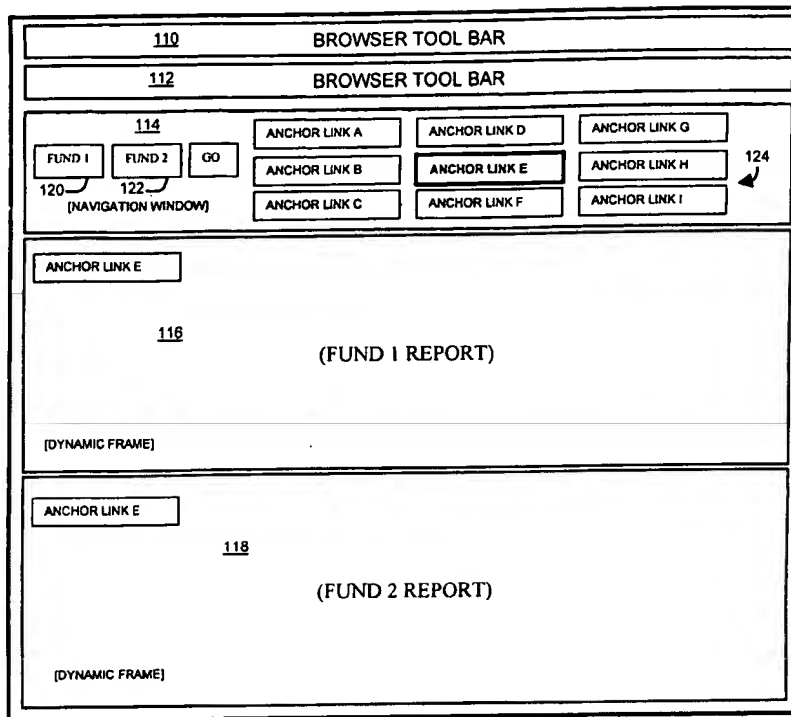 110 BROWSER TOOL BAR
112 BROWSER TOOL BAR
114
FUND 1 FUND 2 GO
120 122
[NAVIGATION WINDOW]
ANCHOR LINK A ANCHOR LINK D ANCHOR LINK G
ANCHOR LINK B ANCHOR LINK E ANCHOR LINK H
ANCHOR LINK C ANCHOR LINK F ANCHOR LINK I
124
ANCHOR LINK E
116
(FUND 1 REPORT)
[DYNAMIC FRAME]
ANCHOR LINK E
118
(FUND 2 REPORT)
[DYNAMIC FRAME]